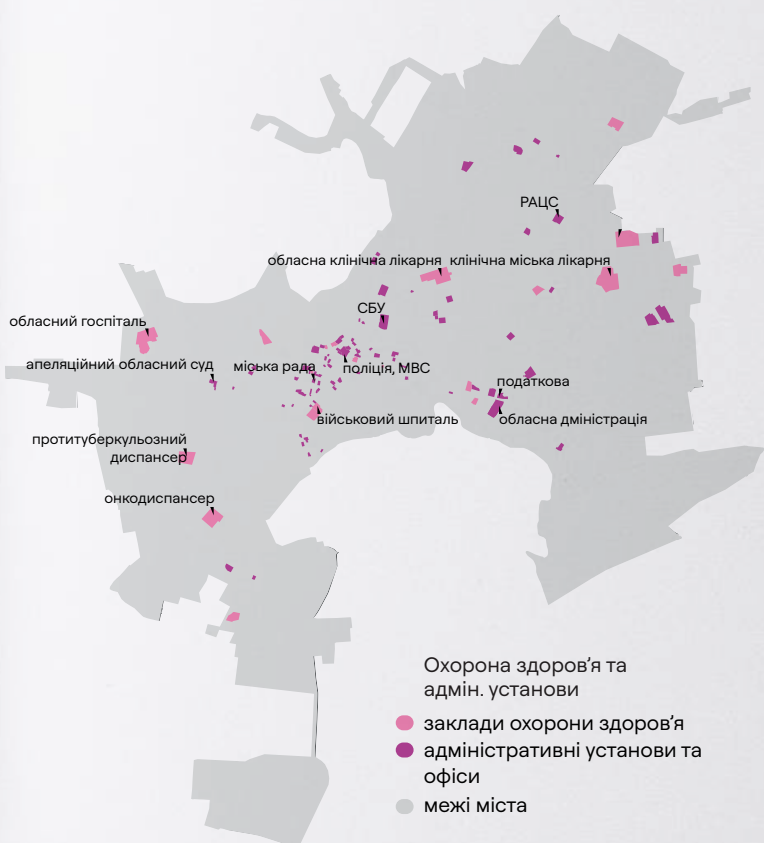 РАЦС
обласна клінічна лікарня
клінічна міська лікарня
СБУ
обласний госпіталь
апеляційний обласний суд
міська рада
поліція, МВС
податкова
військовий шпиталь
обласна дміністрація
протитуберкульозний
диспансер
онкодиспансер
Охорона здоров'я та
адмін. установи
заклади охорони здоров'я
адміністративні установи та
офіси
межі міста